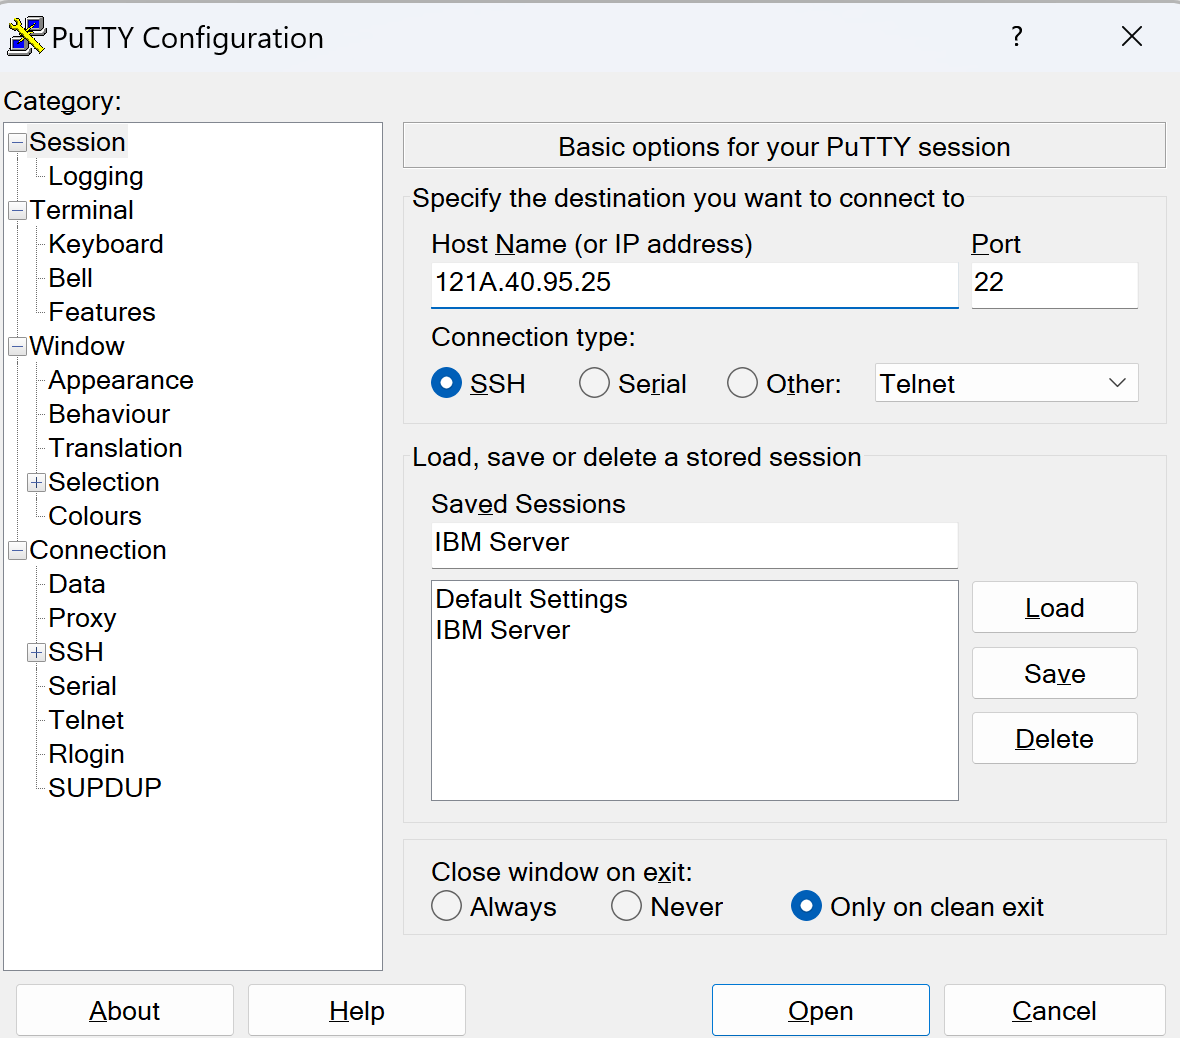 PuTTY Configuration
?
Category:
Session
Logging
Terminal
Keyboard
Bell
Features
Window
Appearance
Behaviour
Translation
Selection
Colours
Connection
Data
Proxy
SSH
Serial
Telnet
Rlogin
SUPDUP
Basic options for your PuTTY session
Specify the destination you want to connect to
Host Name (or IP address) Port
121A.40.95.25 22
Connection type:
SSH Serial Other: Telnet
Load, save or delete a stored session
Saved Sessions
IBM Server
Default Settings
IBM Server
Load
Save
Delete
Close window on exit:
Always Never Only on clean exit
About Help Open Cancel